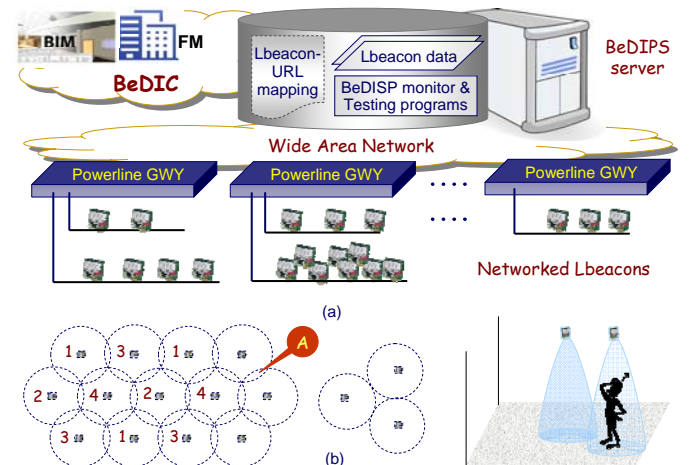 BIM
FM
BeDIC
Lbeacon-
URL
mapping
Lbeacon data
BeDISP monitor &
Testing programs
BeDIPS
server
Wide Area Network
Powerline GWY
Powerline GWY
. . . .
Powerline GWY
. . . .
Networked Lbeacons
(a)
1
3
1
A
2
4
2
4
3
1
3
(b)